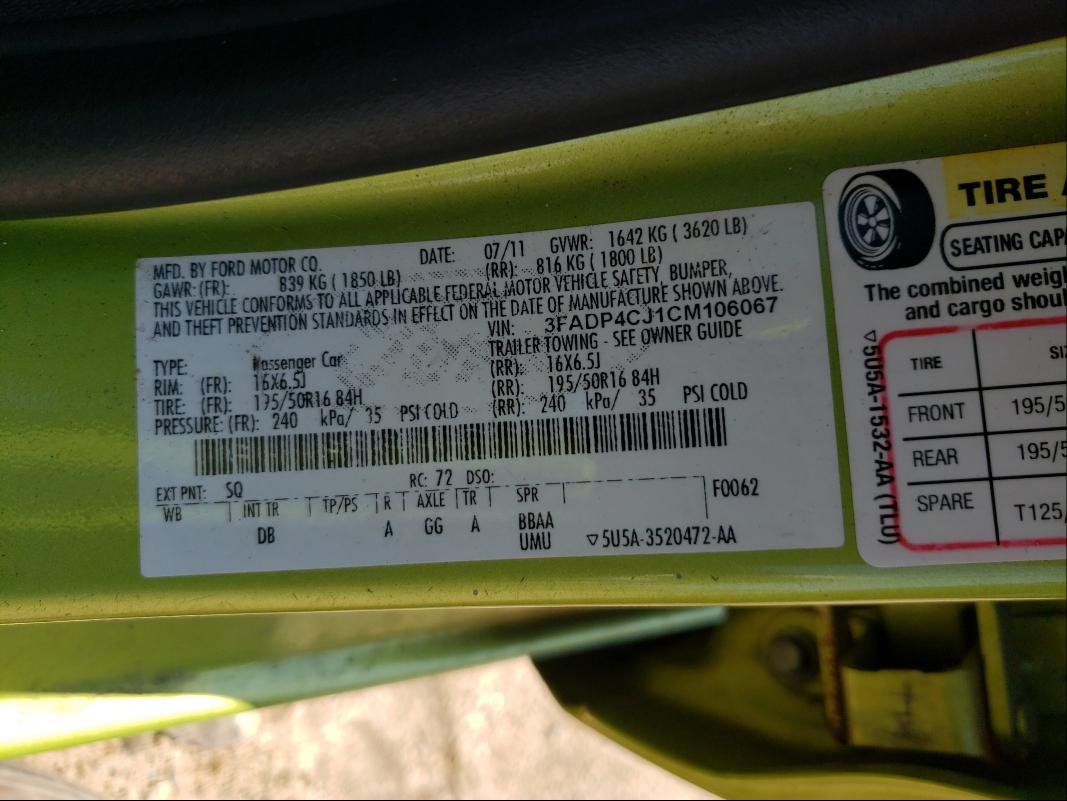 MFD. BY FORD MOTOR CO. DATE: 07/11 GVWR: 1642 KG ( 3620 LB)
GAWR: (FR): 839 KG ( 1850 LB) (RR): 816 KG ( 1800 LB)
THIS VEHICLE CONFORMS TO ALL APPLICABLE FEDERAL MOTOR VEHICLE SAFETY, BUMPER,
AND THEFT PREVENTION STANDARDS IN EFFECT ON THE DATE OF MANUFACTURE SHOWN ABOVE.
VIN: 3FADP4CJ1CM106067
TRAILER TOWING - SEE OWNER GUIDE
TYPE: Passenger Car
RIM: (FR): 16X6.5J (RR): 16X6.5J
TIRE: (FR): 195/50R16 84H (RR): 195/50R16 84H
PRESSURE: (FR): 240 kPa/ 35 PSI COLD (RR): 240 kPa/ 35 PSI COLD
RC: 72 DSO:
EXT PNT: SQ F0062
WB INT TR TP/PS R AXLE TR SPR
DB A GG A BBAA
UMU ▽5U5A-3520472-AA
TIRE
SEATING CAPA
The combined weigh
and cargo shoul
TIRE SI
FRONT 195/5
REAR 195/5
SPARE T125/
▽5U5A-1532-AA (TL0)